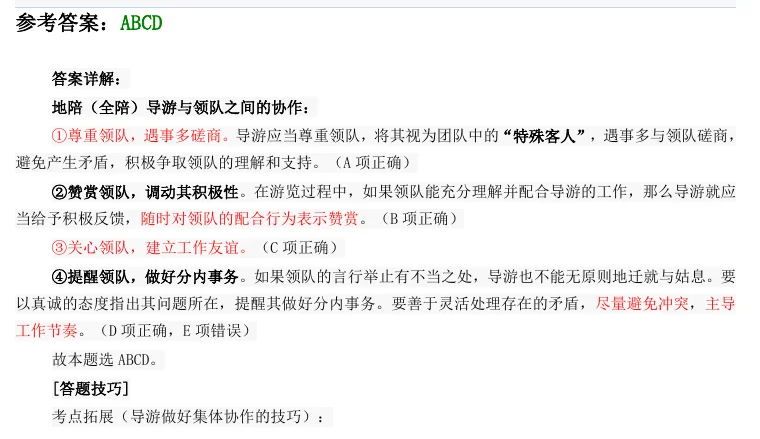 参考答案：ABCD
答案详解：
地陪（全陪）导游与领队之间的协作：
①尊重领队，遇事多磋商。导游应当尊重领队，将其视为团队中的“特殊客人”，遇事多与领队磋商，
避免产生矛盾，积极争取领队的理解和支持。（A 项正确）
②赞赏领队，调动其积极性。在游览过程中，如果领队能充分理解并配合导游的工作，那么导游就应
当给予积极反馈，随时对领队的配合行为表示赞赏。（B 项正确）
③关心领队，建立工作友谊。（C 项正确）
④提醒领队，做好分内事务。如果领队的言行举止有不当之处，导游也不能无原则地迁就与姑息。要
以真诚的态度指出其问题所在，提醒其做好分内事务。要善于灵活处理存在的矛盾，尽量避免冲突，主导
工作节奏。（D 项正确，E 项错误）
故本题选 ABCD。
[答题技巧]
考点拓展（导游做好集体协作的技巧）：